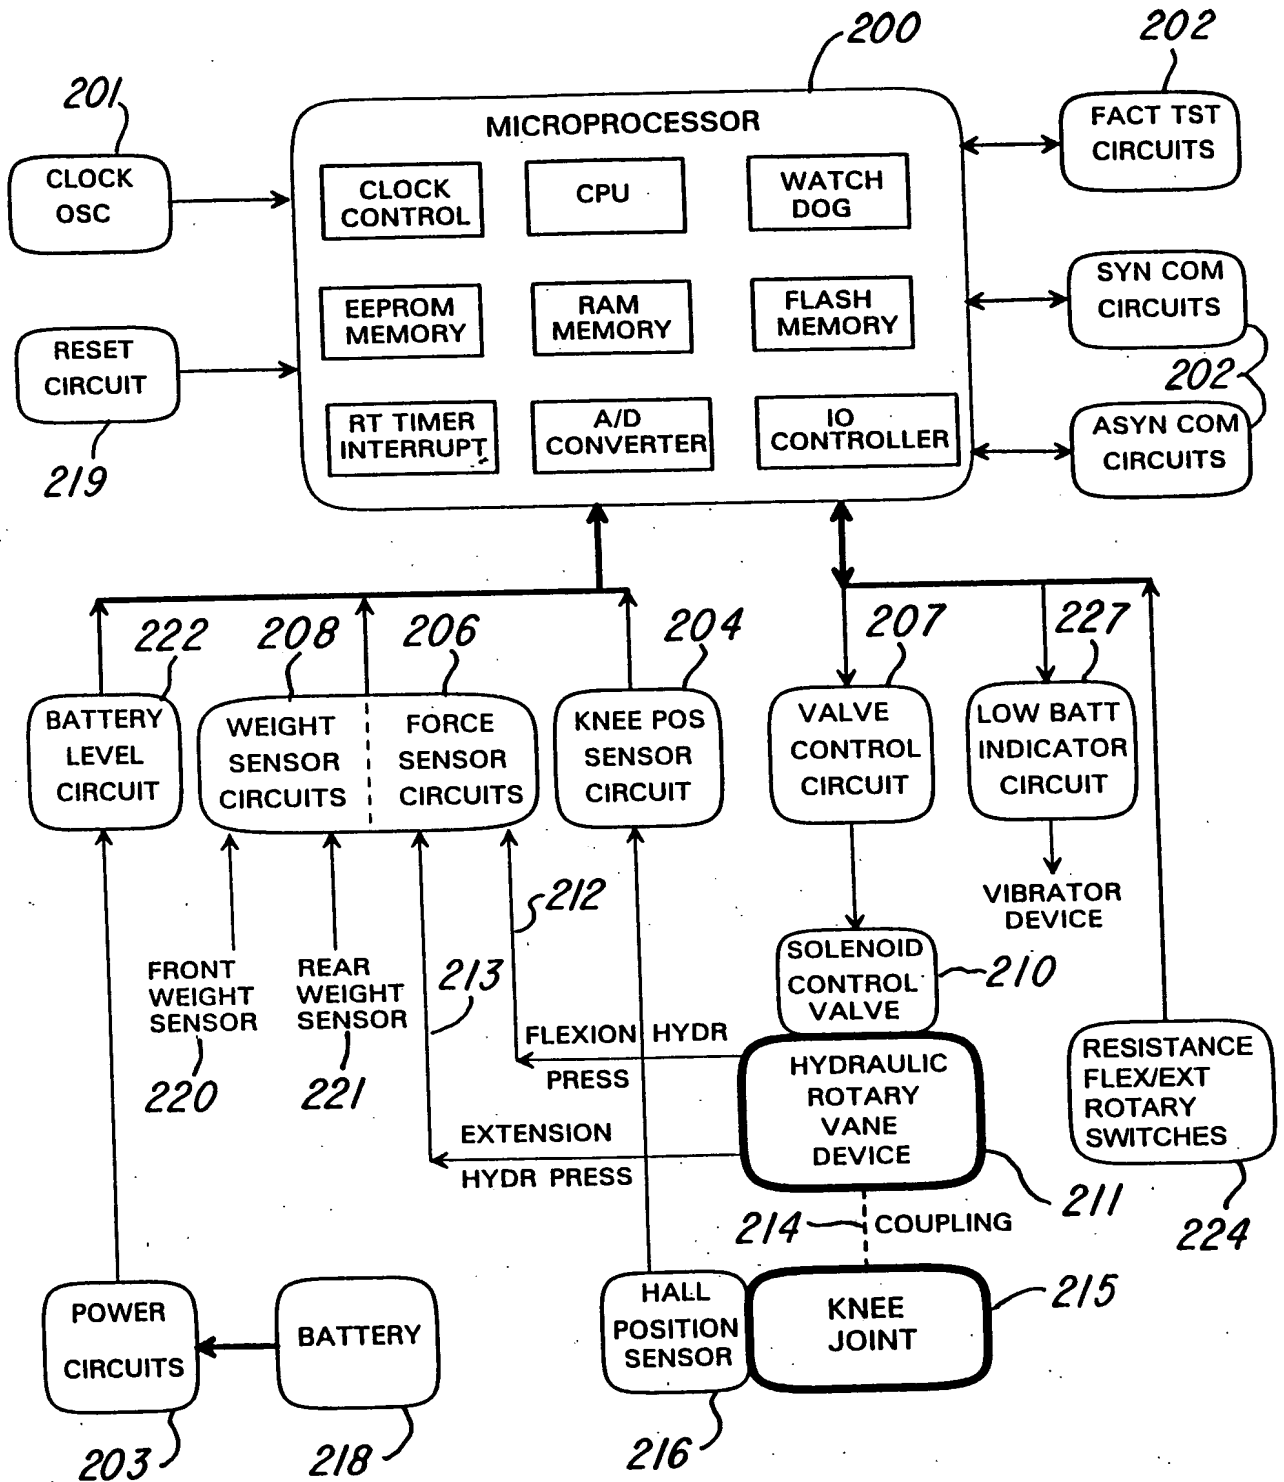 200
202
201
MICROPROCESSOR
FACT TST
CIRCUITS
CLOCK
OSC
CLOCK
CONTROL
CPU
WATCH
DOG
SYN COM
CIRCUITS
EEPROM
MEMORY
RAM
MEMORY
FLASH
MEMORY
RESET
CIRCUIT
202
219
RT TIMER
INTERRUPT
A/D
CONVERTER
IO
CONTROLLER
ASYN COM
CIRCUITS
222
208
206
204
207
227
BATTERY
LEVEL
CIRCUIT
WEIGHT
SENSOR
CIRCUITS
FORCE
SENSOR
CIRCUITS
KNEE POS
SENSOR
CIRCUIT
VALVE
CONTROL
CIRCUIT
LOW BATT
INDICATOR
CIRCUIT
212
VIBRATOR
DEVICE
FRONT
WEIGHT
SENSOR
220
REAR
WEIGHT
SENSOR
221
213
SOLENOID
CONTROL
VALVE
210
FLEXION HYDR
PRESS
HYDRAULIC
ROTARY
VANE
DEVICE
RESISTANCE
FLEX/EXT
ROTARY
SWITCHES
EXTENSION
HYDR PRESS
211
224
214
COUPLING
POWER
CIRCUITS
BATTERY
HALL
POSITION
SENSOR
KNEE
JOINT
215
203
218
216